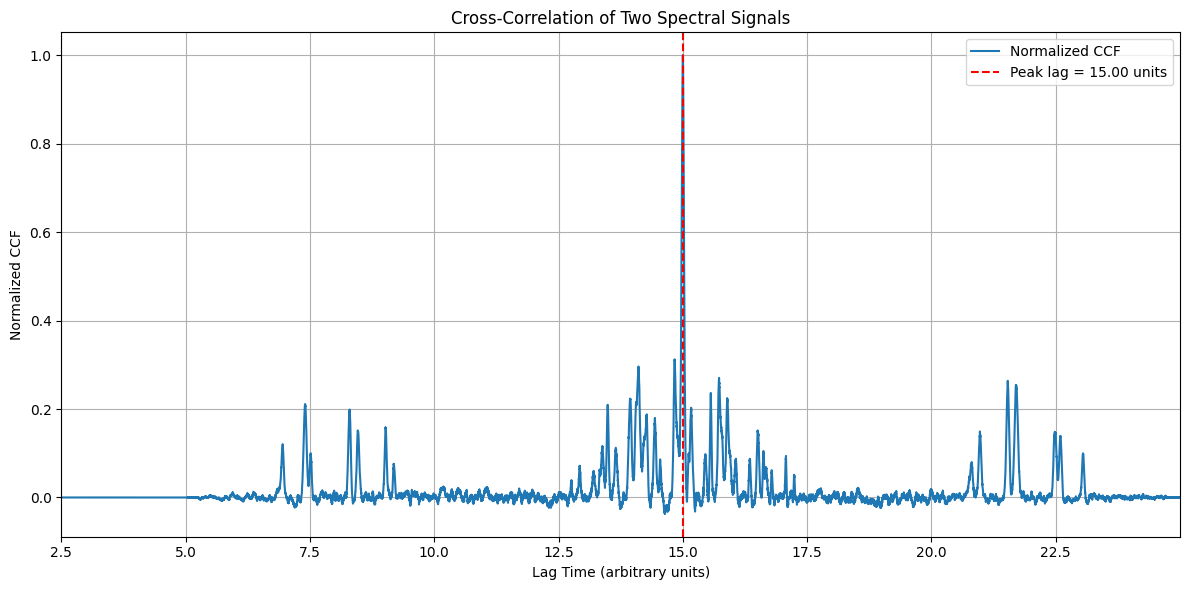 Cross-Correlation of Two Spectral Signals
Normalized CCF
Peak lag = 15.00 units
Normalized CCF
1.0
0.8
0.6
0.4
0.2
0.0
2.5 5.0 7.5 10.0 12.5 15.0 17.5 20.0 22.5
Lag Time (arbitrary units)